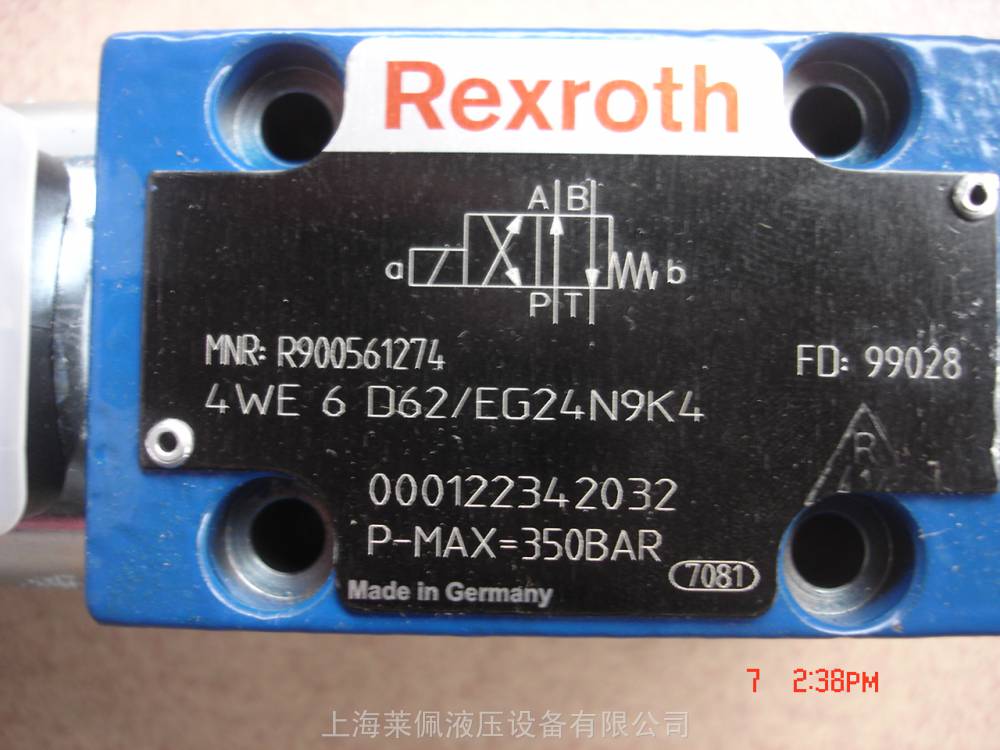 Rexroth
A B
a b
P T
MNR: R900561274 FD: 99028
4WE 6 D62/EG24N9K4
R
000122342032
P-MAX=350BAR
7081
Made in Germany
7 2:38PM
上海莱佩液压设备有限公司